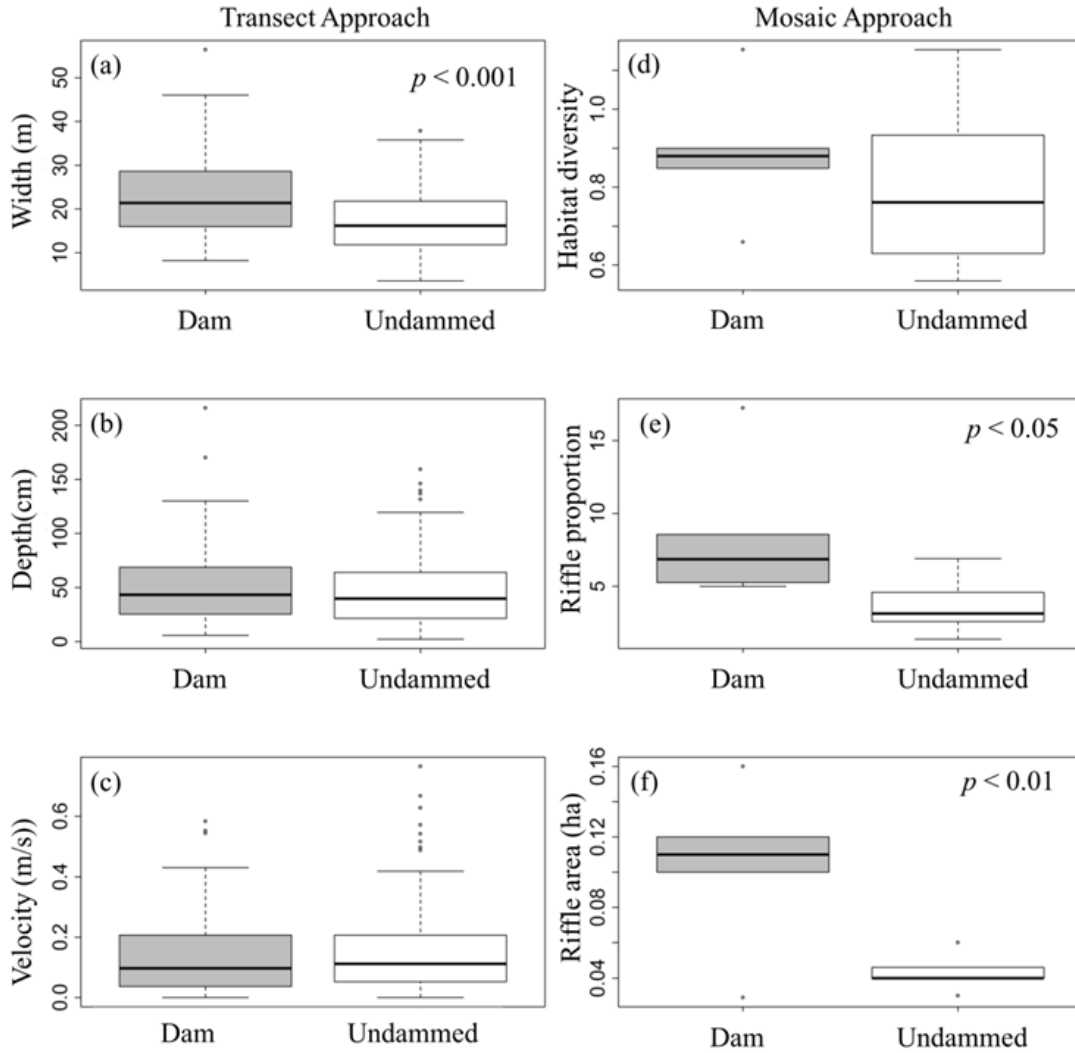 Transect Approach
Mosaic Approach
(a)
p < 0.001
Width (m)
50
40
30
20
10
Dam
Undammed
(d)
Habitat diversity
1.0
0.8
0.6
Dam
Undammed
(b)
Depth(cm)
200
150
100
50
0
Dam
Undammed
(e)
p < 0.05
Riffle proportion
15
10
5
Dam
Undammed
(c)
Velocity (m/s))
0.6
0.4
0.2
0.0
Dam
Undammed
(f)
p < 0.01
Riffle area (ha)
0.16
0.12
0.08
0.04
Dam
Undammed